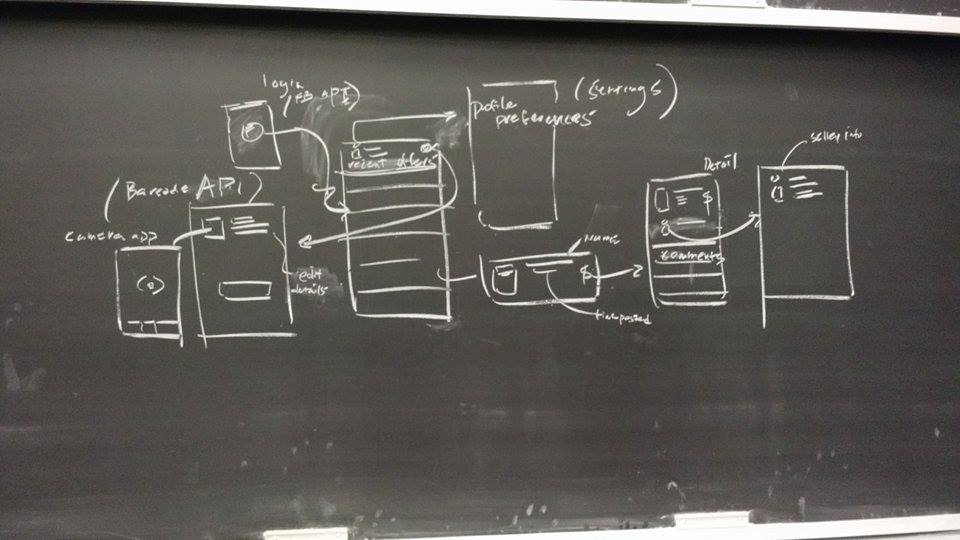 login
(FB API)
profile
preferences
(Settings)
recent offers
(Barcode API)
camera app
edit
details
Name
$
time posted
Detail
$
comments
seller info